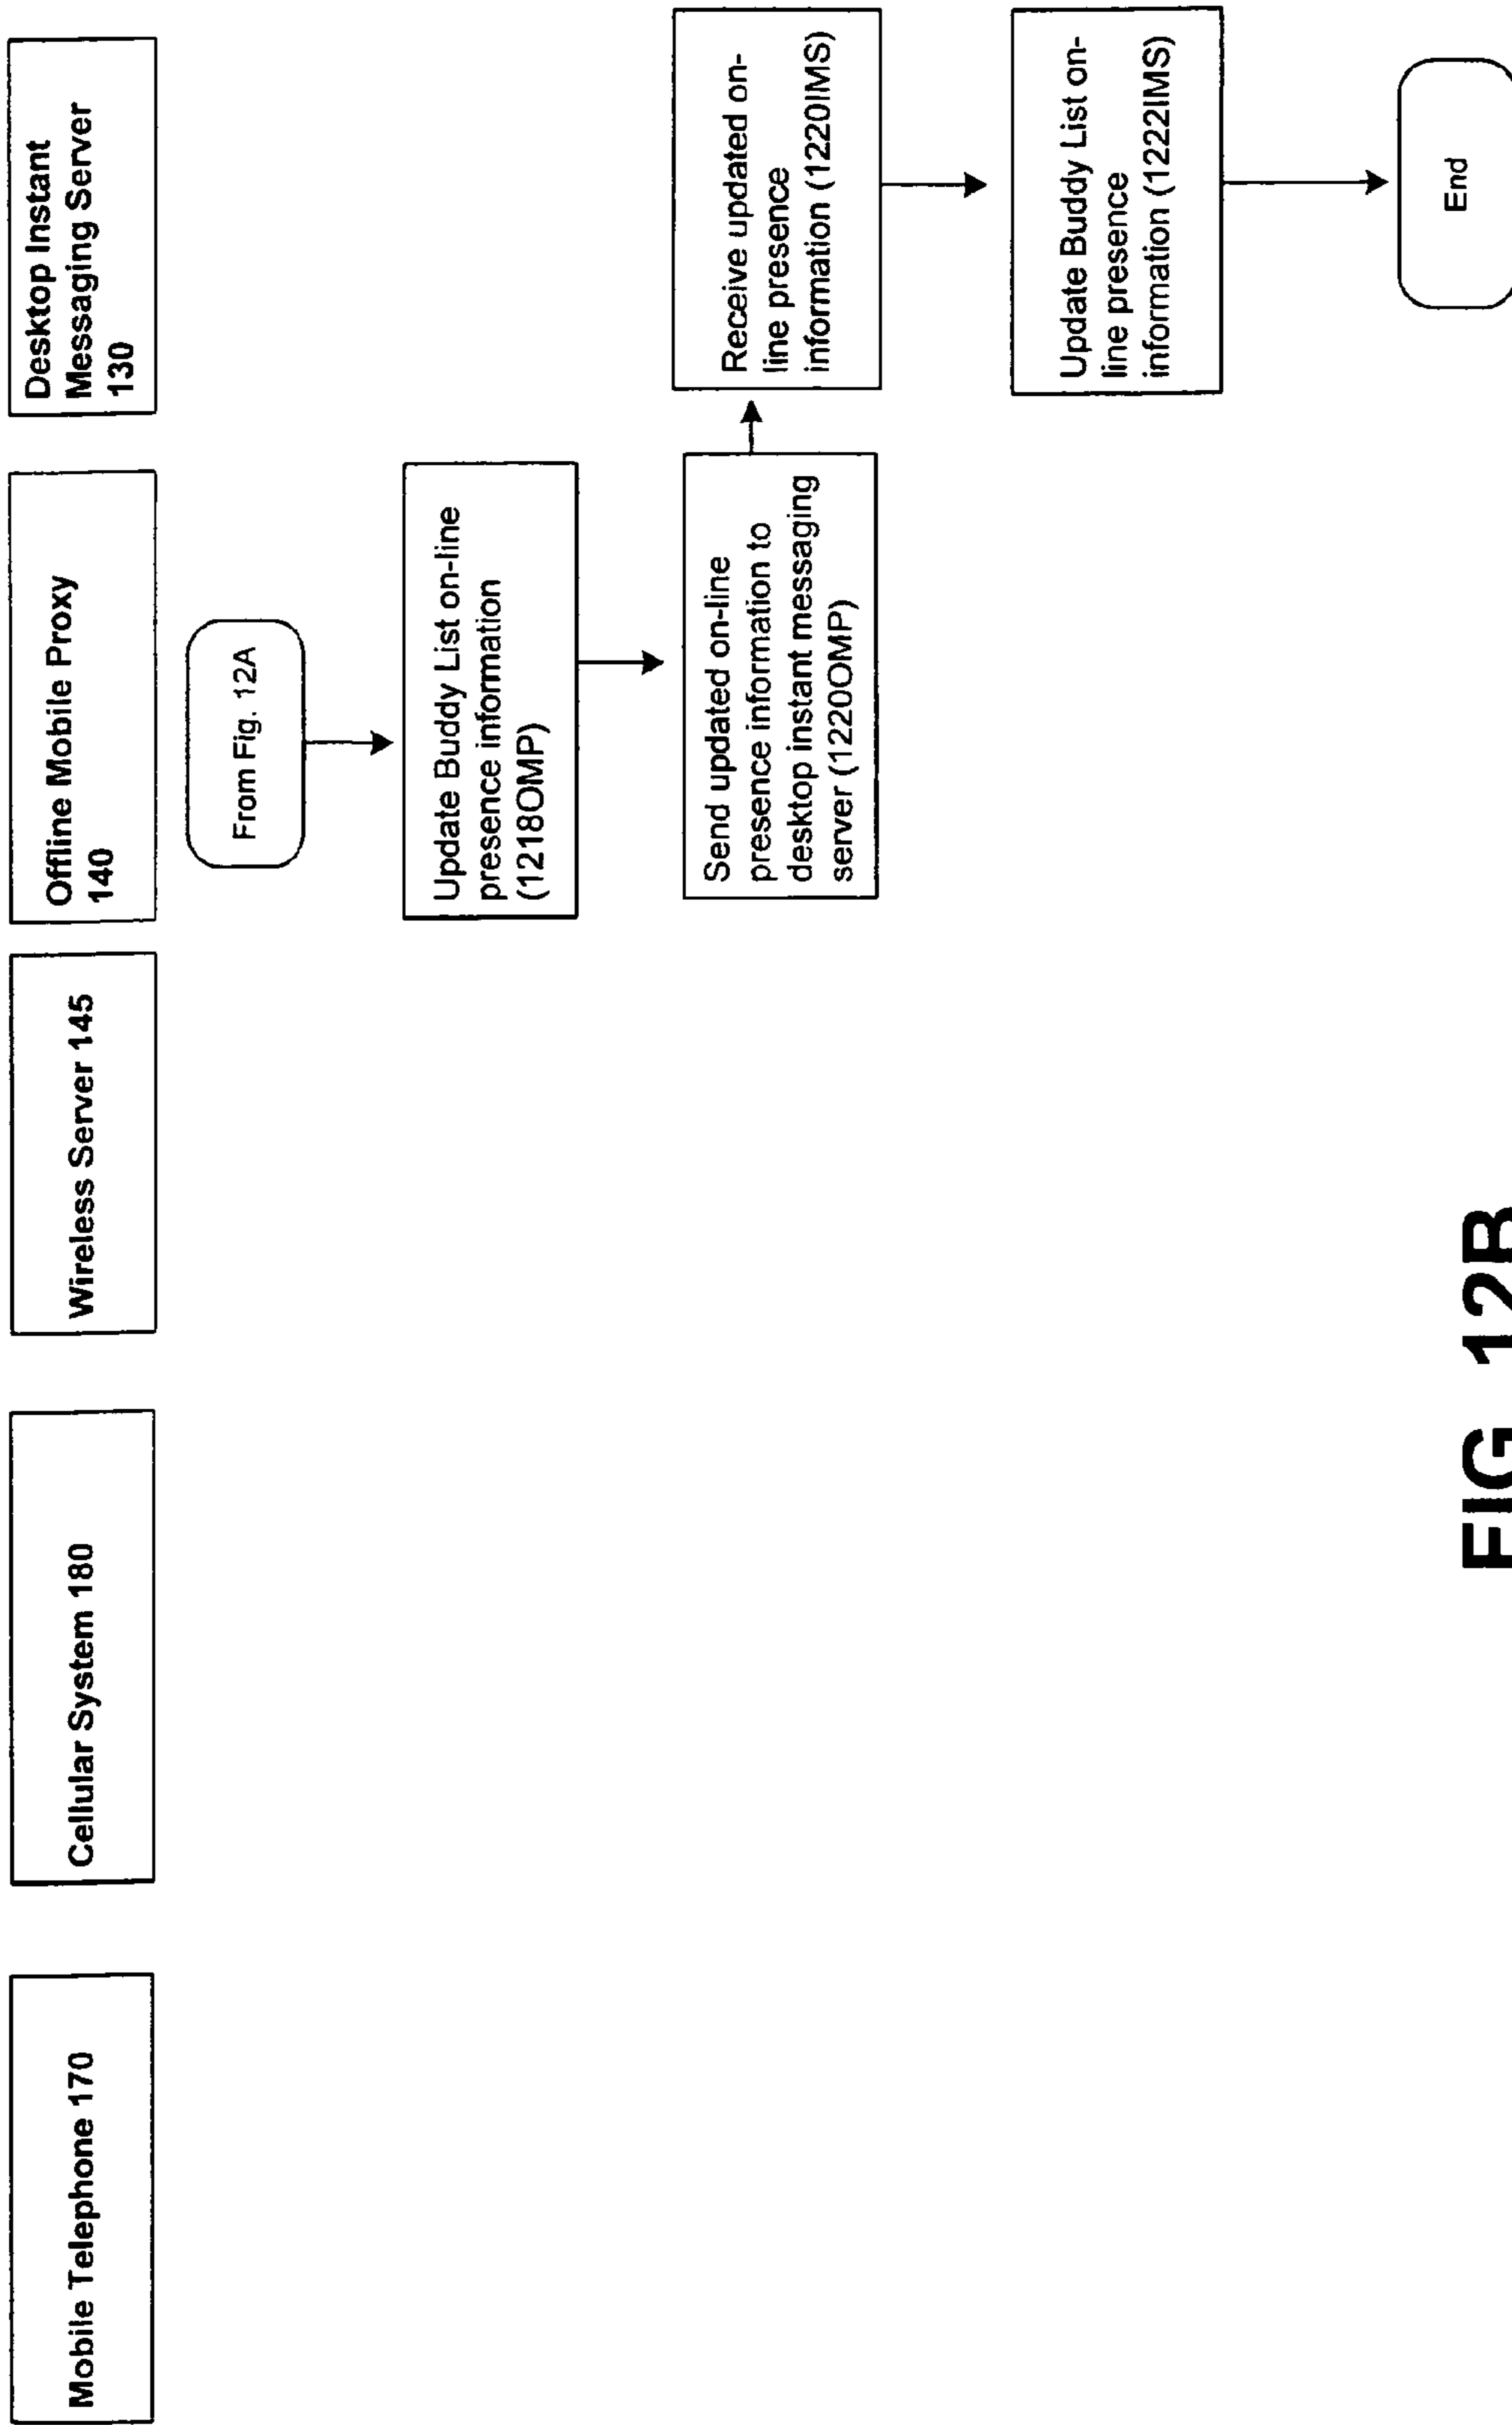 Mobile Telephone 170
Cellular System 180
Wireless Server 145
Offline Mobile Proxy
140
Desktop Instant
Messaging Server
130
From Fig. 12A
Update Buddy List on-line
presence information
(1218OMP)
Send updated on-line
presence information to
desktop instant messaging
server (1220OMP)
Receive updated on-
line presence
information (1220IMS)
Update Buddy List on-
line presence
information (1222IMS)
End
FIG 12B